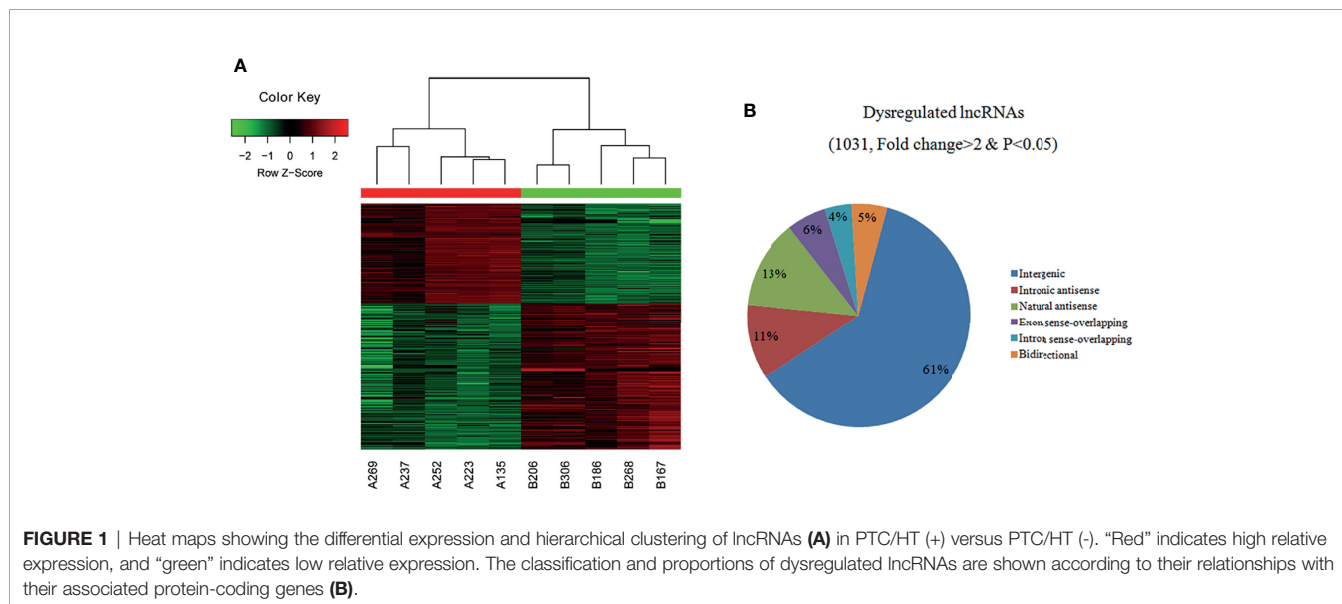 A
Color Key
−2 −1 0 1 2
Row Z-Score
A269 A237 A252 A223 A135 B206 B306 B186 B268 B167
B
Dysregulated lncRNAs
(1031, Fold change>2 & P<0.05)
4%
5%
6%
13%
11%
61%
Intergenic
Intronic antisense
Natural antisense
Exon sense-overlapping
Intron sense-overlapping
Bidirectional
FIGURE 1 | Heat maps showing the differential expression and hierarchical clustering of lncRNAs (A) in PTC/HT (+) versus PTC/HT (-). “Red” indicates high relative
expression, and “green” indicates low relative expression. The classification and proportions of dysregulated lncRNAs are shown according to their relationships with
their associated protein-coding genes (B).